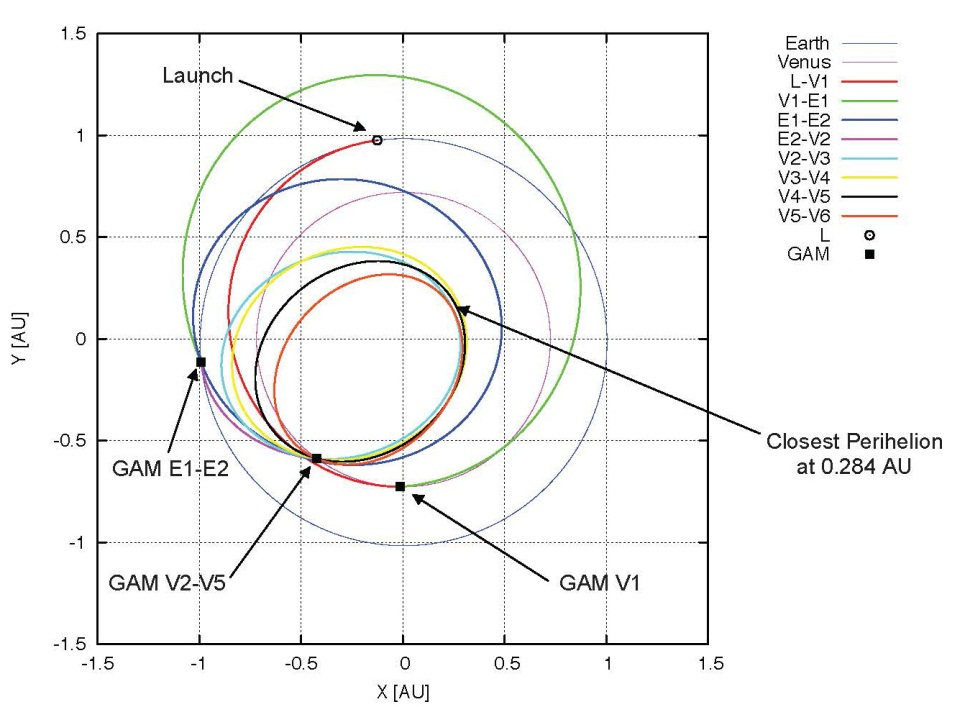 1.5
1
0.5
0
-0.5
-1
-1.5
-1.5
-1
-0.5
0
0.5
1
1.5
Y [AU]
X [AU]
Launch
GAM E1-E2
GAM V2-V5
GAM V1
Closest Perihelion
at 0.284 AU
Earth
Venus
L-V1
V1-E1
E1-E2
E2-V2
V2-V3
V3-V4
V4-V5
V5-V6
L
GAM